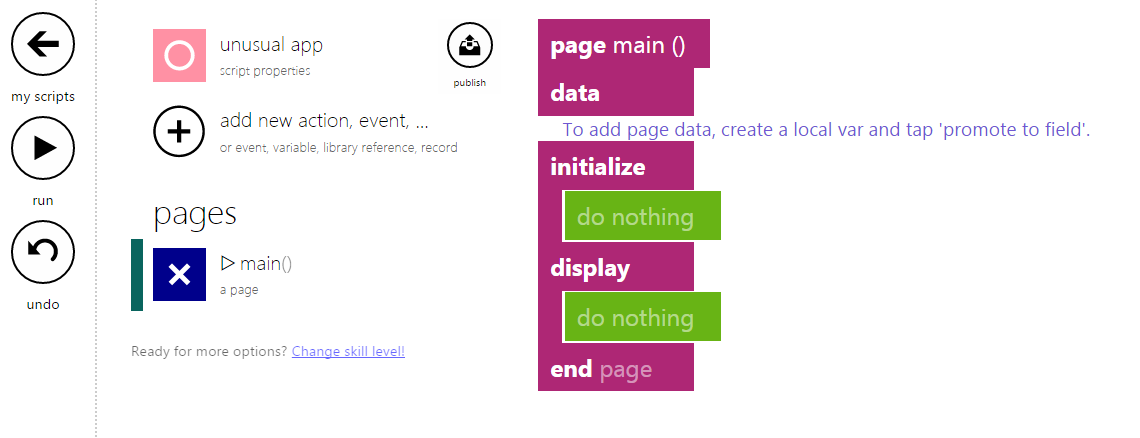 my scripts
run
undo
unusual app
script properties
publish
add new action, event, ...
or event, variable, library reference, record
pages
main()
a page
Ready for more options? Change skill level!
page main ()
data
To add page data, create a local var and tap 'promote to field'.
initialize
do nothing
display
do nothing
end page